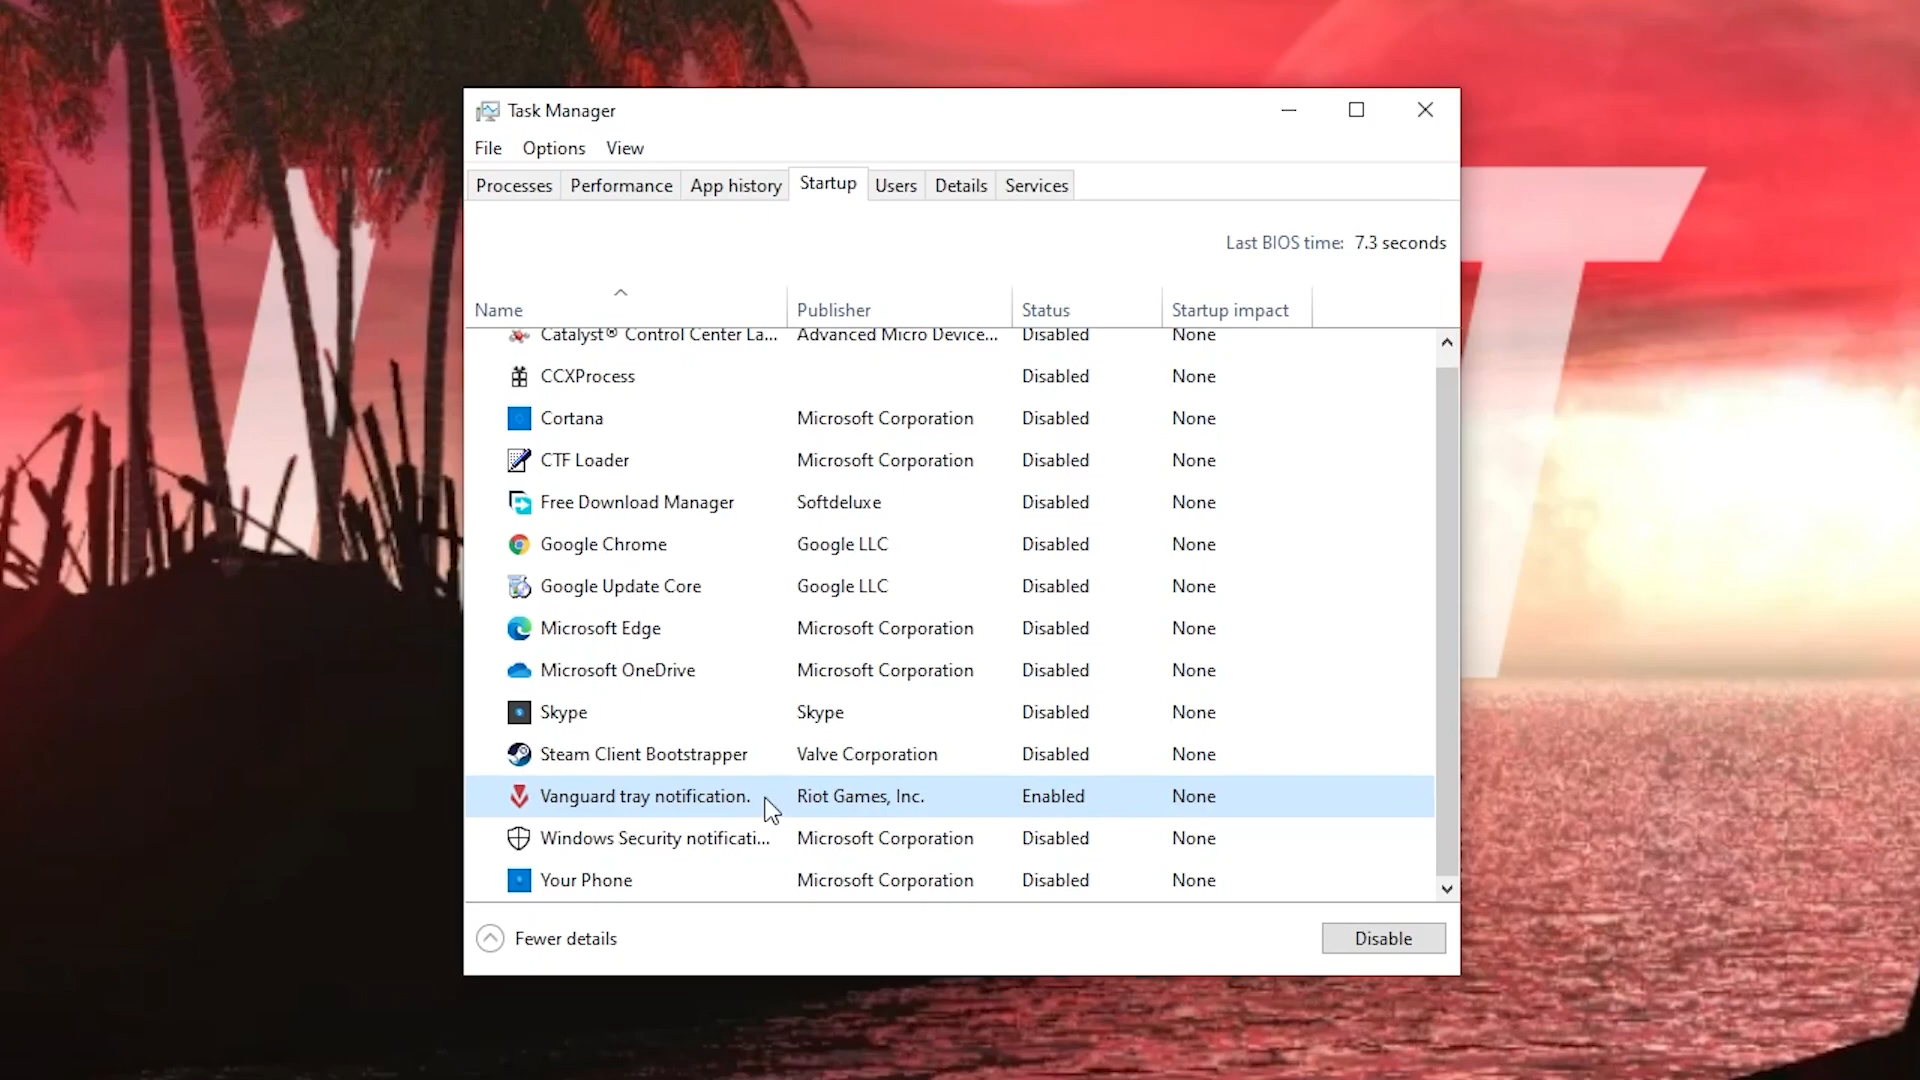 Task Manager
File Options View
Processes Performance App history Startup Users Details Services
Last BIOS time: 7.3 seconds
Name Publisher Status Startup impact
Catalyst® Control Center La... Advanced Micro Device... Disabled None
CCXProcess Disabled None
Cortana Microsoft Corporation Disabled None
CTF Loader Microsoft Corporation Disabled None
Free Download Manager Softdeluxe Disabled None
Google Chrome Google LLC Disabled None
Google Update Core Google LLC Disabled None
Microsoft Edge Microsoft Corporation Disabled None
Microsoft OneDrive Microsoft Corporation Disabled None
Skype Skype Disabled None
Steam Client Bootstrapper Valve Corporation Disabled None
Vanguard tray notification. Riot Games, Inc. Enabled None
Windows Security notificati... Microsoft Corporation Disabled None
Your Phone Microsoft Corporation Disabled None
Fewer details Disable